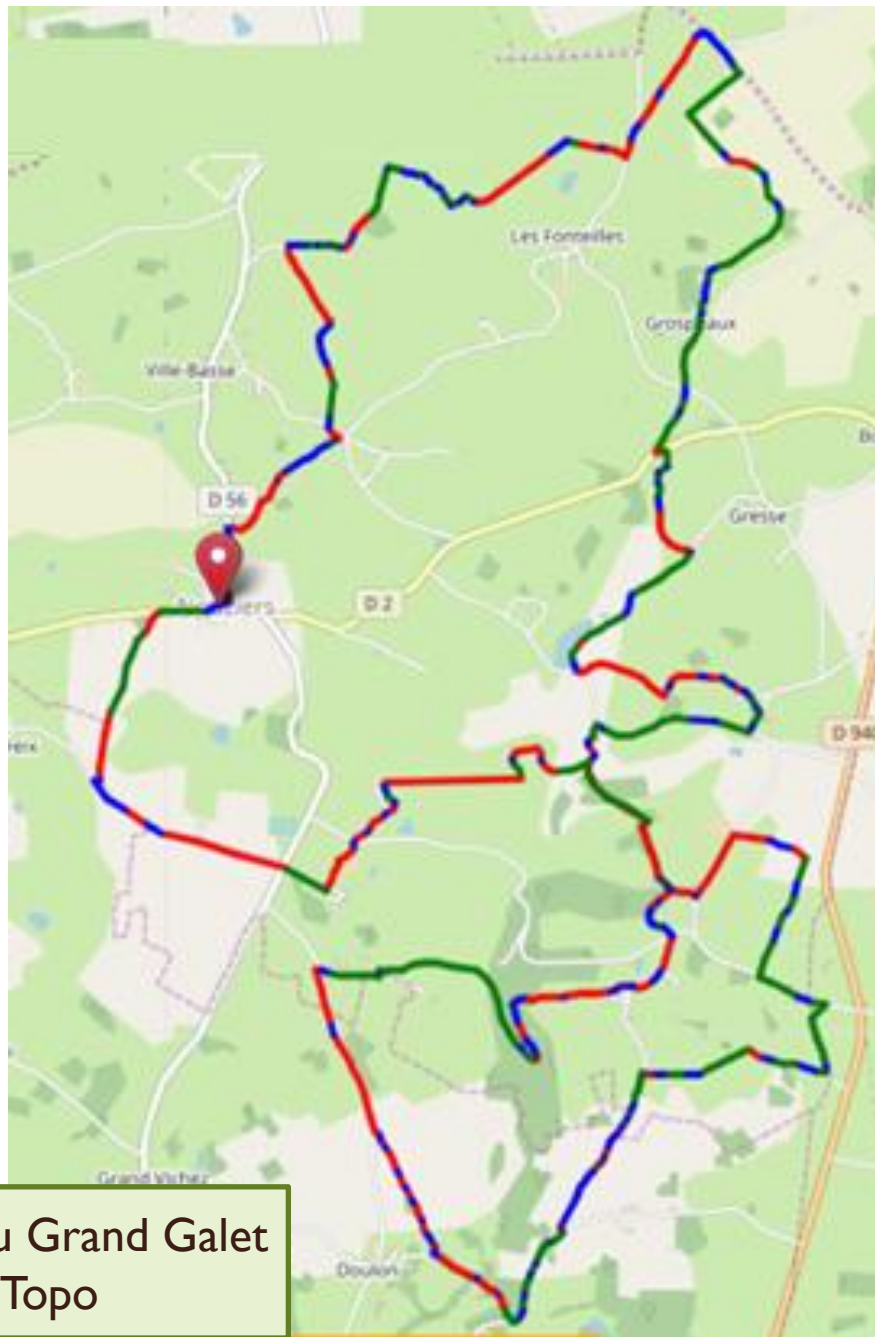 Les Fonteilles
Ville-Basse
D 56
Gresse
D 2
D 940
Grand Vichez
Doulon
u Grand Galet
Topo